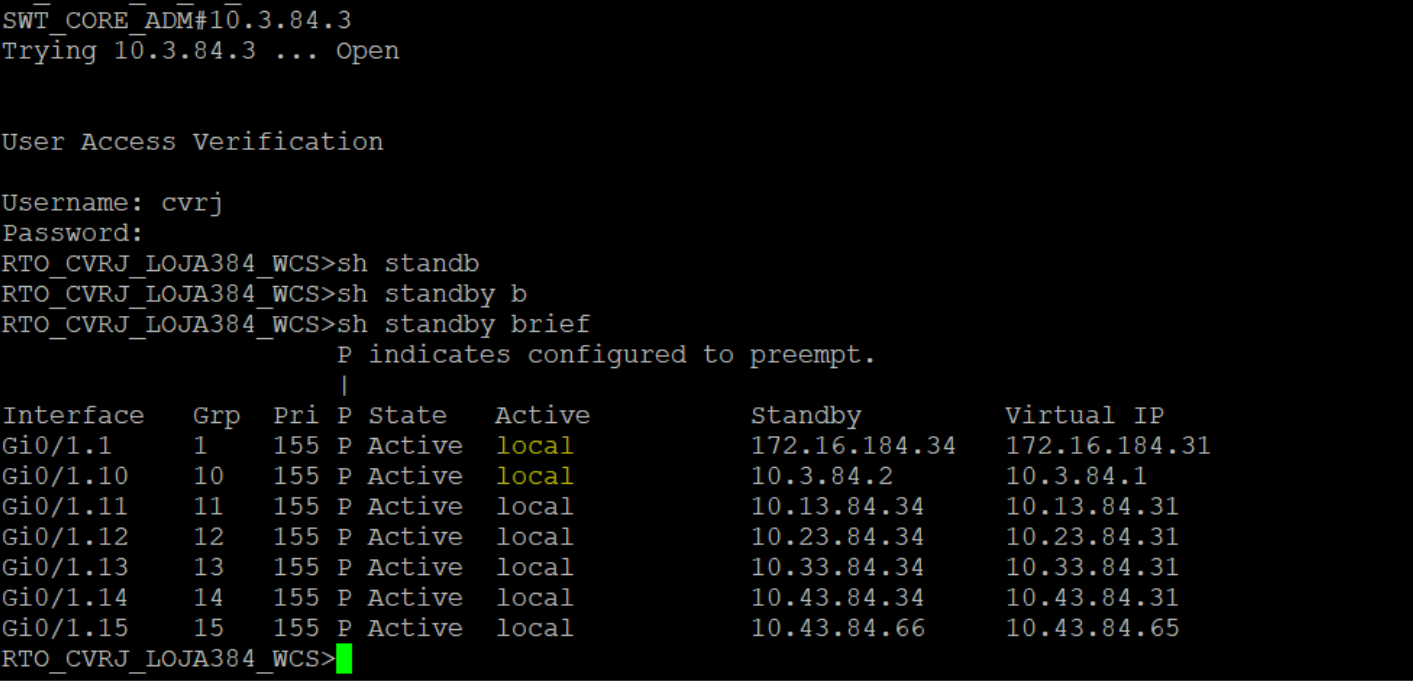 SWT_CORE_ADM#10.3.84.3
Trying 10.3.84.3 ... Open
User Access Verification
Username: cvrj
Password:
RTO_CVRJ_LOJA384_WCS>sh standb
RTO_CVRJ_LOJA384_WCS>sh standby b
RTO_CVRJ_LOJA384_WCS>sh standby brief
                     P indicates configured to preempt.
                     |
Interface   Grp  Pri P State   Active          Standby         Virtual IP
Gi0/1.1     1    155 P Active  local           172.16.184.34   172.16.184.31
Gi0/1.10    10   155 P Active  local           10.3.84.2       10.3.84.1
Gi0/1.11    11   155 P Active  local           10.13.84.34     10.13.84.31
Gi0/1.12    12   155 P Active  local           10.23.84.34     10.23.84.31
Gi0/1.13    13   155 P Active  local           10.33.84.34     10.33.84.31
Gi0/1.14    14   155 P Active  local           10.43.84.34     10.43.84.31
Gi0/1.15    15   155 P Active  local           10.43.84.66     10.43.84.65
RTO_CVRJ_LOJA384_WCS>